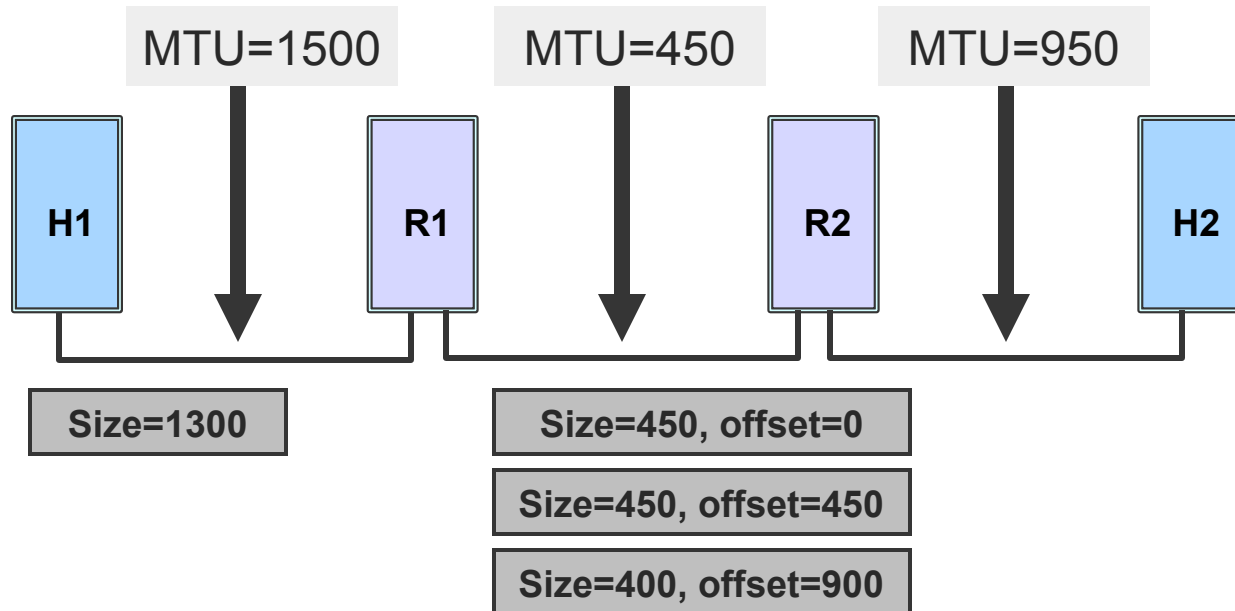 MTU=1500
MTU=450
MTU=950
H1
R1
R2
H2
Size=1300
Size=450, offset=0
Size=450, offset=450
Size=400, offset=900